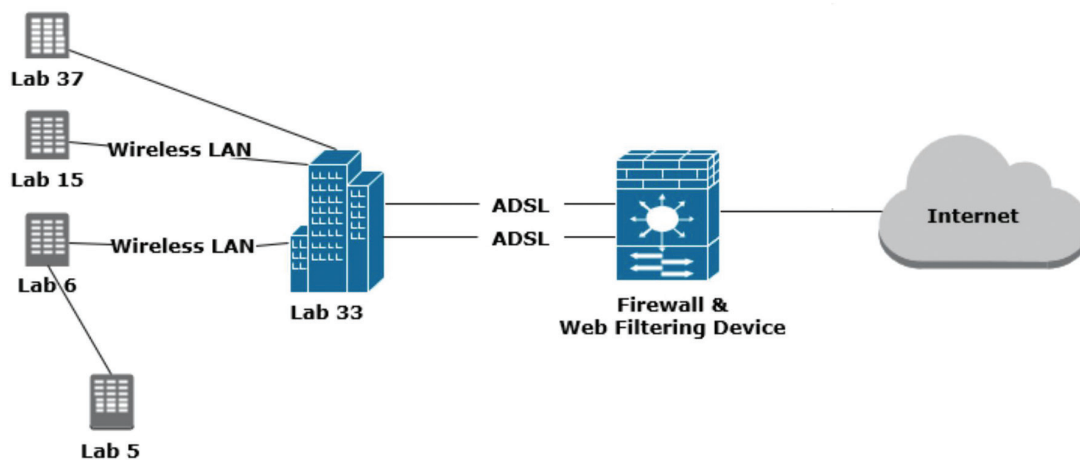 Lab 37
Wireless LAN
Lab 15
Wireless LAN
Lab 6
Lab 5
Lab 33
ADSL
ADSL
Firewall &
Web Filtering Device
Internet